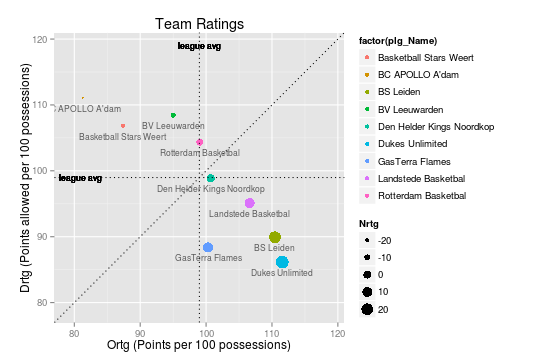 Team Ratings
league avg
120
110
100
90
80
Drtg (Points allowed per 100 possessions)
APOLLO A'dam
Basketball Stars Weert
BV Leeuwarden
Rotterdam Basketbal
league avg
Den Helder Kings Noordkop
Landstede Basketbal
BS Leiden
GasTerra Flames
Dukes Unlimited
80
90
100
110
120
Ortg (Points per 100 possessions)
factor(plg_Name)
Basketball Stars Weert
BC APOLLO A'dam
BS Leiden
BV Leeuwarden
Den Helder Kings Noordkop
Dukes Unlimited
GasTerra Flames
Landstede Basketbal
Rotterdam Basketbal
Nrtg
-20
-10
0
10
20